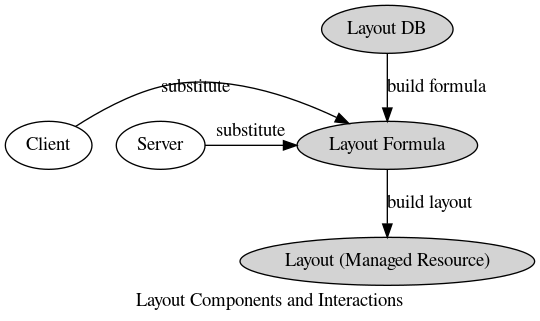 Layout DB
substitute
build formula
Client
Server
substitute
Layout Formula
build layout
Layout (Managed Resource)
Layout Components and Interactions